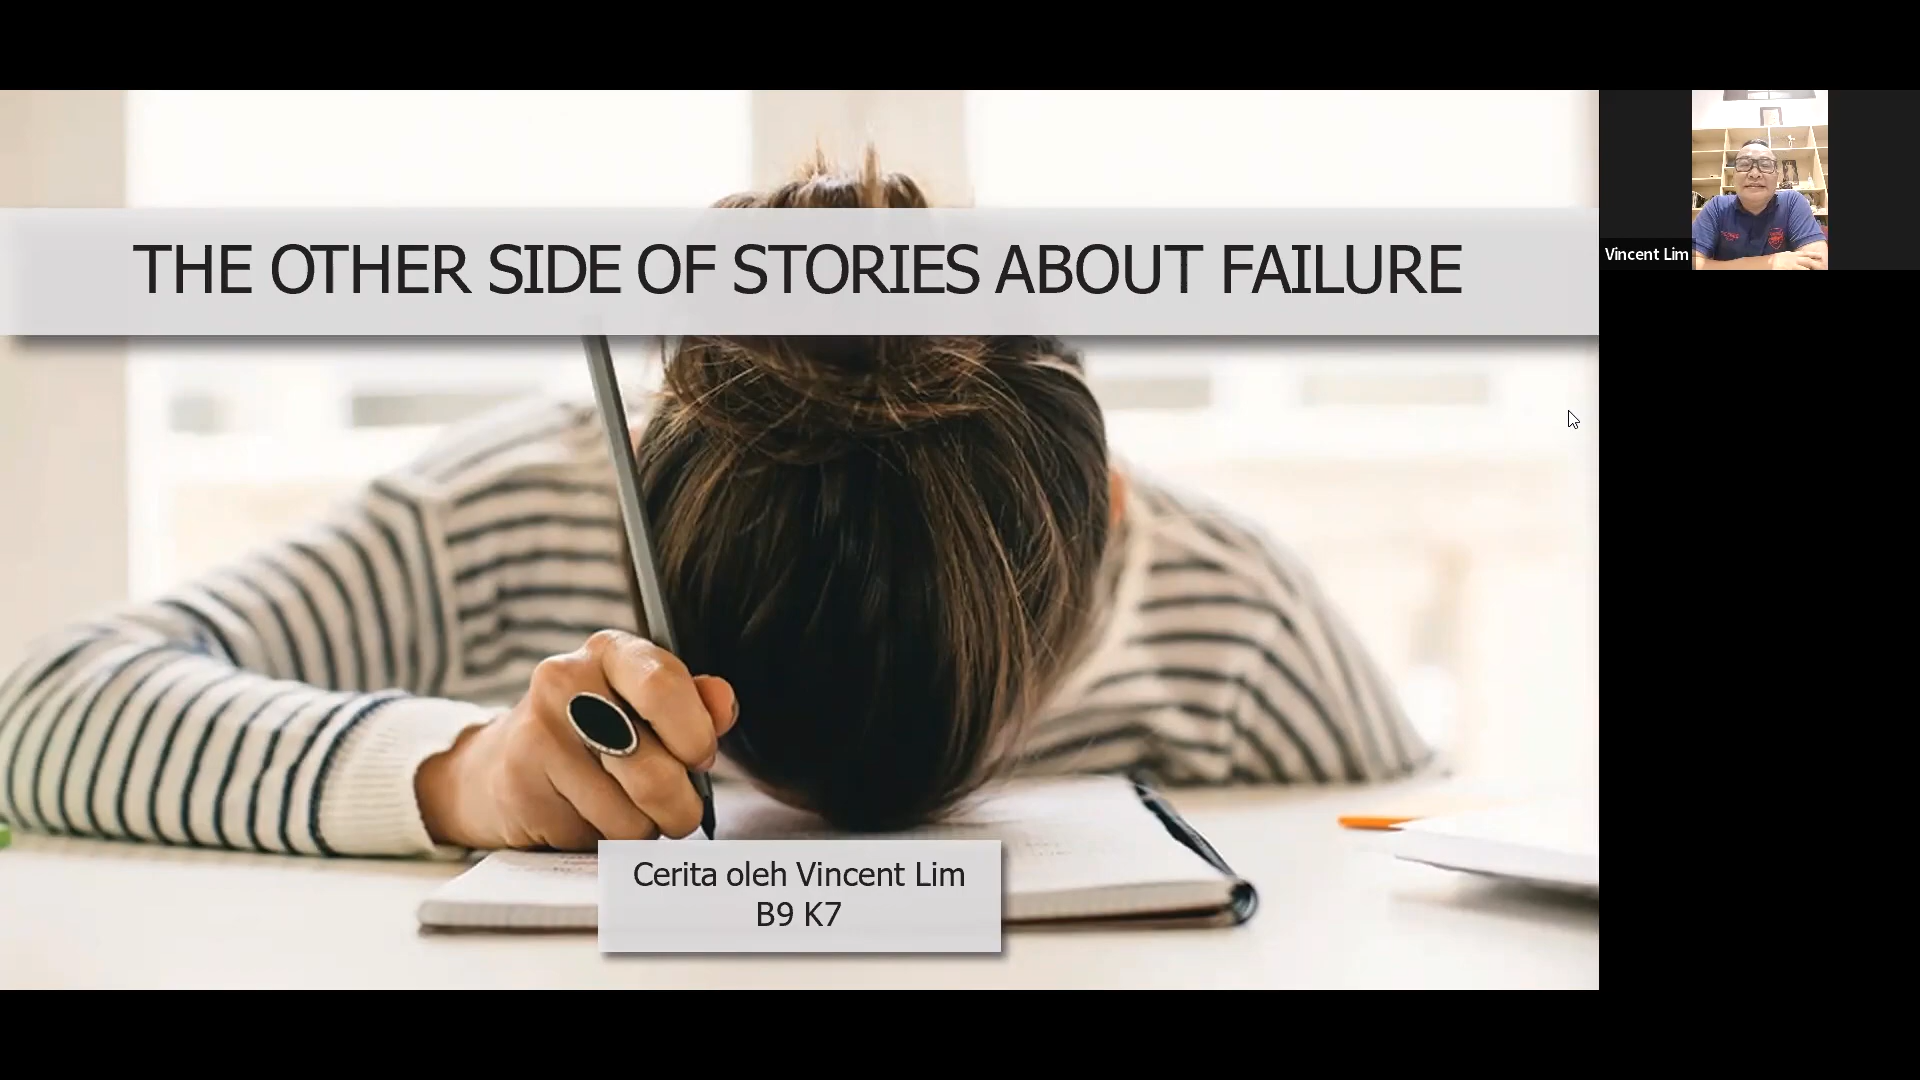 THE OTHER SIDE OF STORIES ABOUT FAILURE
Vincent Lim
Cerita oleh Vincent Lim
B9 K7